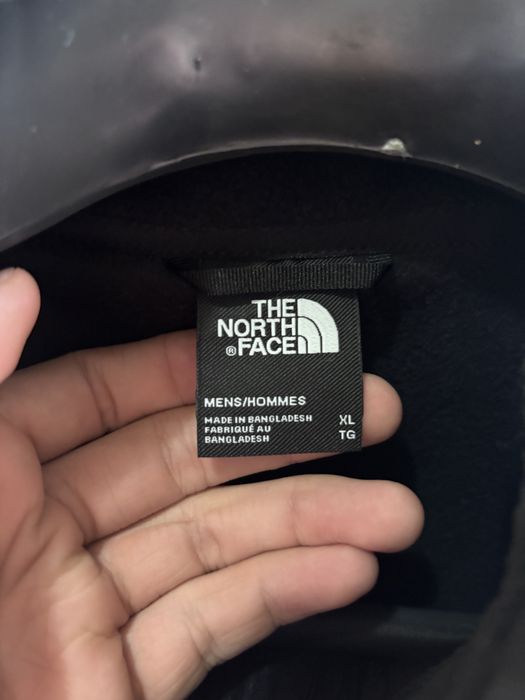 THE
NORTH
® FACE
MENS/HOMMES
MADE IN BANGLADESH XL
FABRIQUÉ AU
BANGLADESH TG